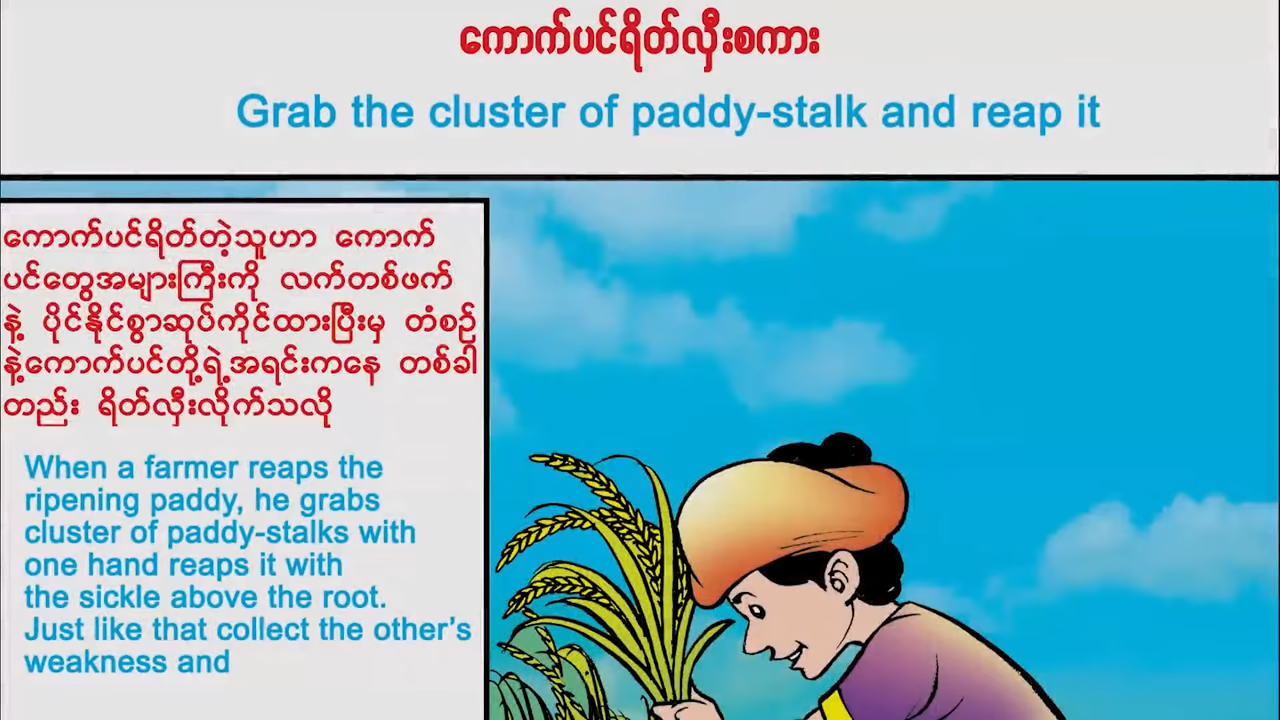 ကောက်ပင်ရိတ်လှီးစကား
Grab the cluster of paddy-stalk and reap it
ကောက်ပင်ရိတ်တဲ့သူဟာ ကောက်
ပင်တွေအများကြီးကို လက်တစ်ဖက်
နဲ့ ပိုင်နိုင်စွာဆုပ်ကိုင်ထားပြီးမှ တံစဉ်
နဲ့ကောက်ပင်တို့ရဲ့အရင်းကနေ တစ်ခါ
တည်း ရိတ်လှီးလိုက်သလို
When a farmer reaps the
ripening paddy, he grabs
cluster of paddy-stalks with
one hand reaps it with
the sickle above the root.
Just like that collect the other’s
weakness and